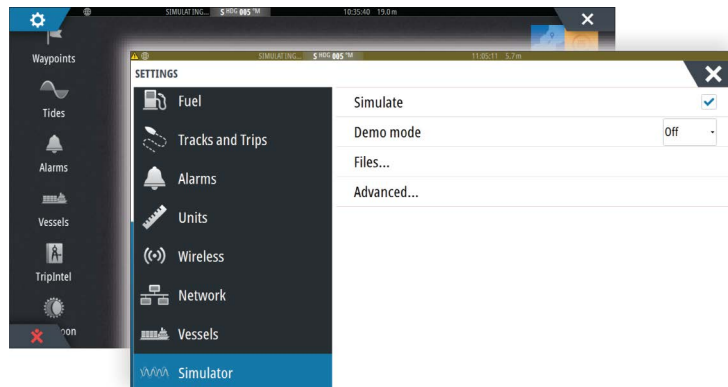 SIMULATING... S HDG 005 °M 10:35:40 19.0 m
Waypoints
Tides
Alarms
Vessels
TripIntel
oon
SIMULATING... S HDG 005 °M 11:05:11 5.7 m
SETTINGS
Fuel
Tracks and Trips
Alarms
Units
Wireless
Network
Vessels
Simulator
Simulate
Demo mode Off
Files...
Advanced...